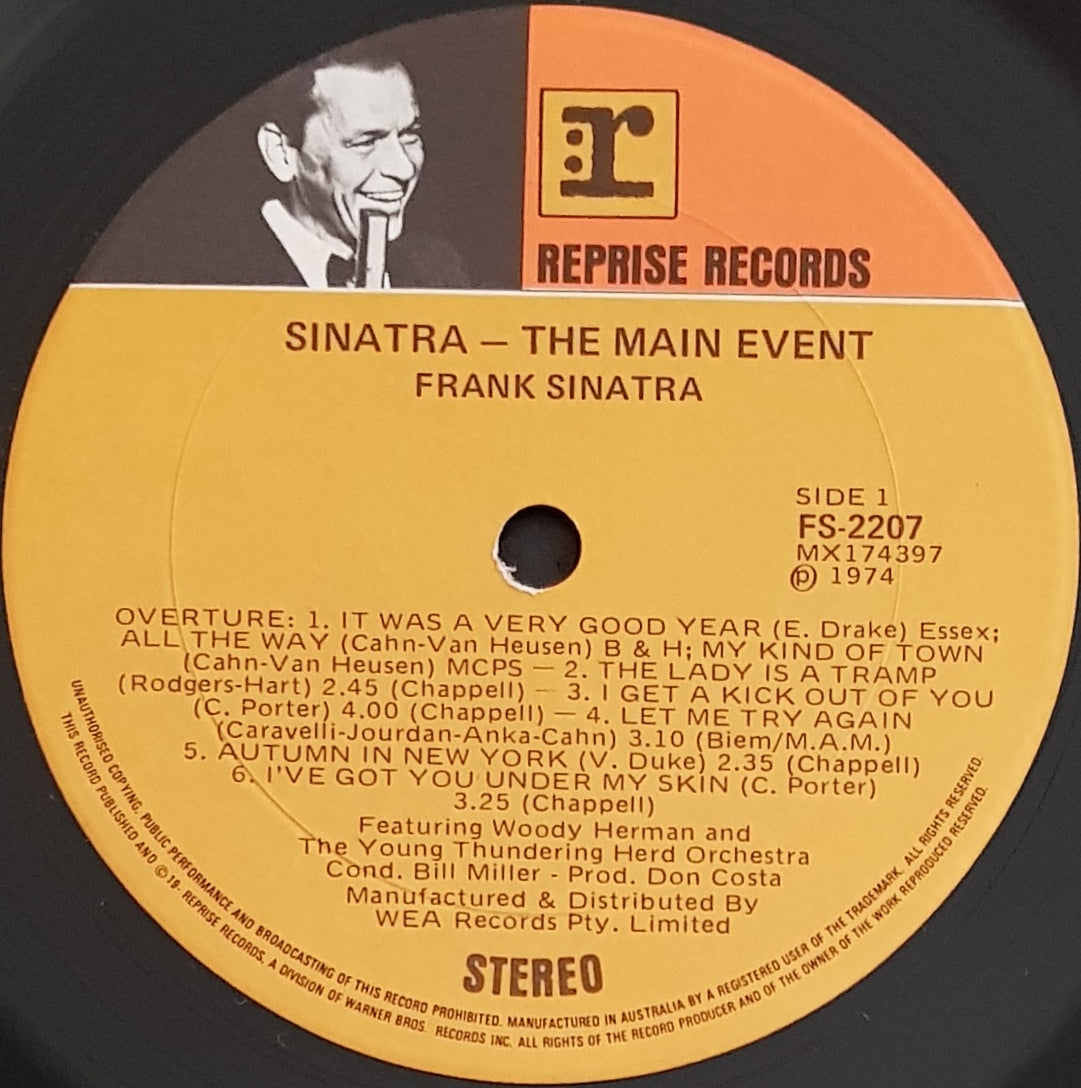 :r
REPRISE RECORDS
SINATRA — THE MAIN EVENT
FRANK SINATRA
SIDE 1
FS-2207
MX174397
℗ 1974
OVERTURE: 1. IT WAS A VERY GOOD YEAR (E. Drake) Essex;
ALL THE WAY (Cahn-Van Heusen) B & H; MY KIND OF TOWN
(Cahn-Van Heusen) MCPS — 2. THE LADY IS A TRAMP
(Rodgers-Hart) 2.45 (Chappell) — 3. I GET A KICK OUT OF YOU
(C. Porter) 4.00 (Chappell) — 4. LET ME TRY AGAIN
(Caravelli-Jourdan-Anka-Cahn) 3.10 (Biem/M.A.M.)
5. AUTUMN IN NEW YORK (V. Duke) 2.35 (Chappell)
6. I'VE GOT YOU UNDER MY SKIN (C. Porter)
3.25 (Chappell)
Featuring Woody Herman and
The Young Thundering Herd Orchestra
Cond. Bill Miller - Prod. Don Costa
Manufactured & Distributed By
WEA Records Pty. Limited
STEREO
UNAUTHORISED COPYING, PUBLIC PERFORMANCE AND BROADCASTING OF THIS RECORD PROHIBITED. MANUFACTURED IN AUSTRALIA BY A REGISTERED USER OF THE TRADEMARK. ALL RIGHTS RESERVED.
THIS RECORD PUBLISHED AND © 19- REPRISE RECORDS, A DIVISION OF WARNER BROS. RECORDS INC. ALL RIGHTS OF THE RECORD PRODUCER AND OF THE OWNER OF THE WORK REPRODUCED RESERVED.